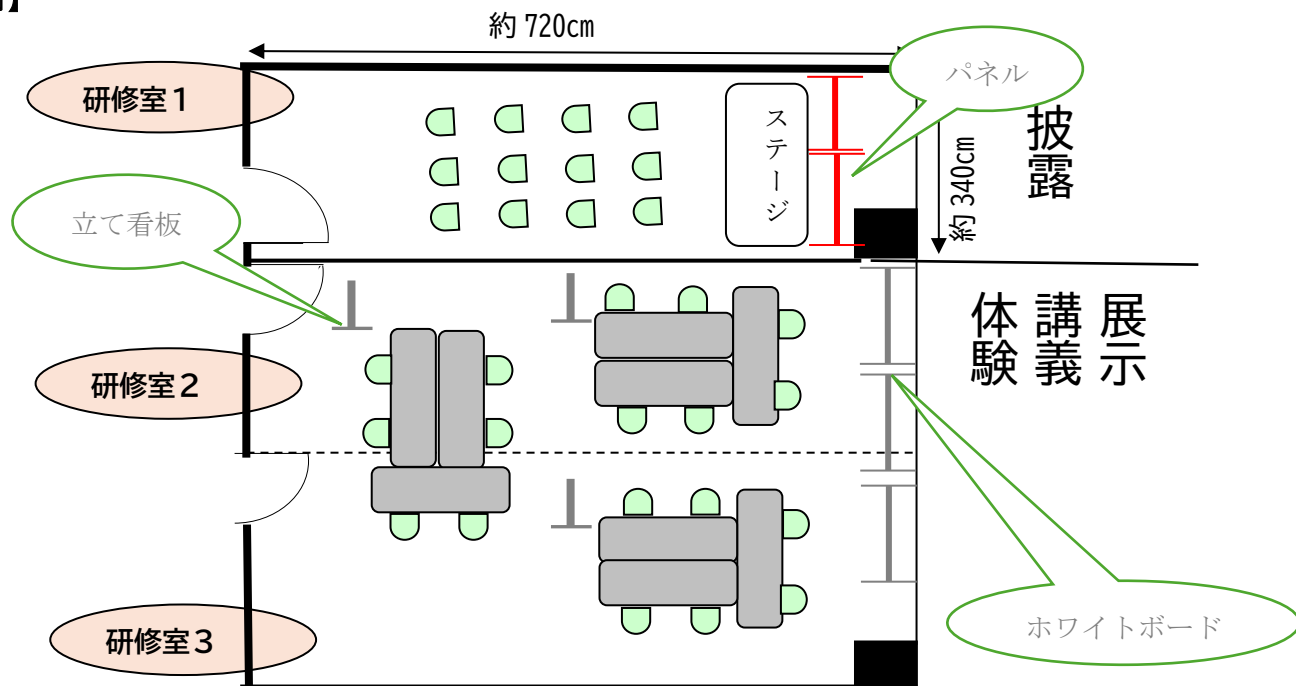 約 720cm
パネル
研修室１
ステージ
約 340cm
披露
立て看板
展示
講義
体験
研修室２
研修室３
ホワイトボード